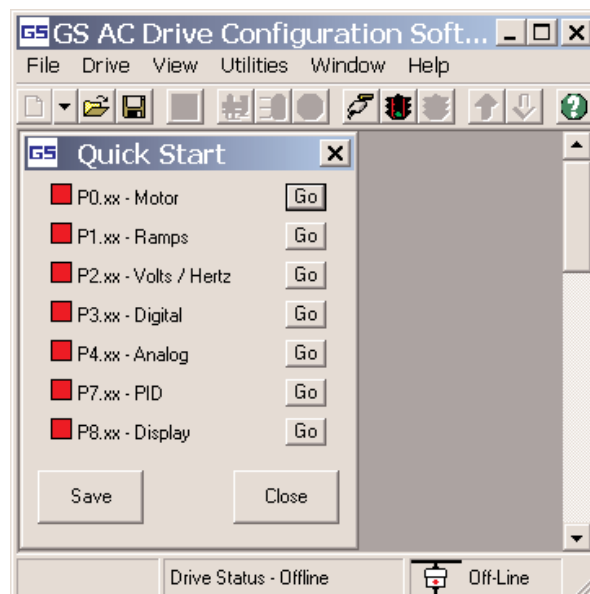 GS GS AC Drive Configuration Soft...
File Drive View Utilities Window Help
GS Quick Start
P0.xx - Motor Go
P1.xx - Ramps Go
P2.xx - Volts / Hertz Go
P3.xx - Digital Go
P4.xx - Analog Go
P7.xx - PID Go
P8.xx - Display Go
Save Close
Drive Status - Offline Off-Line